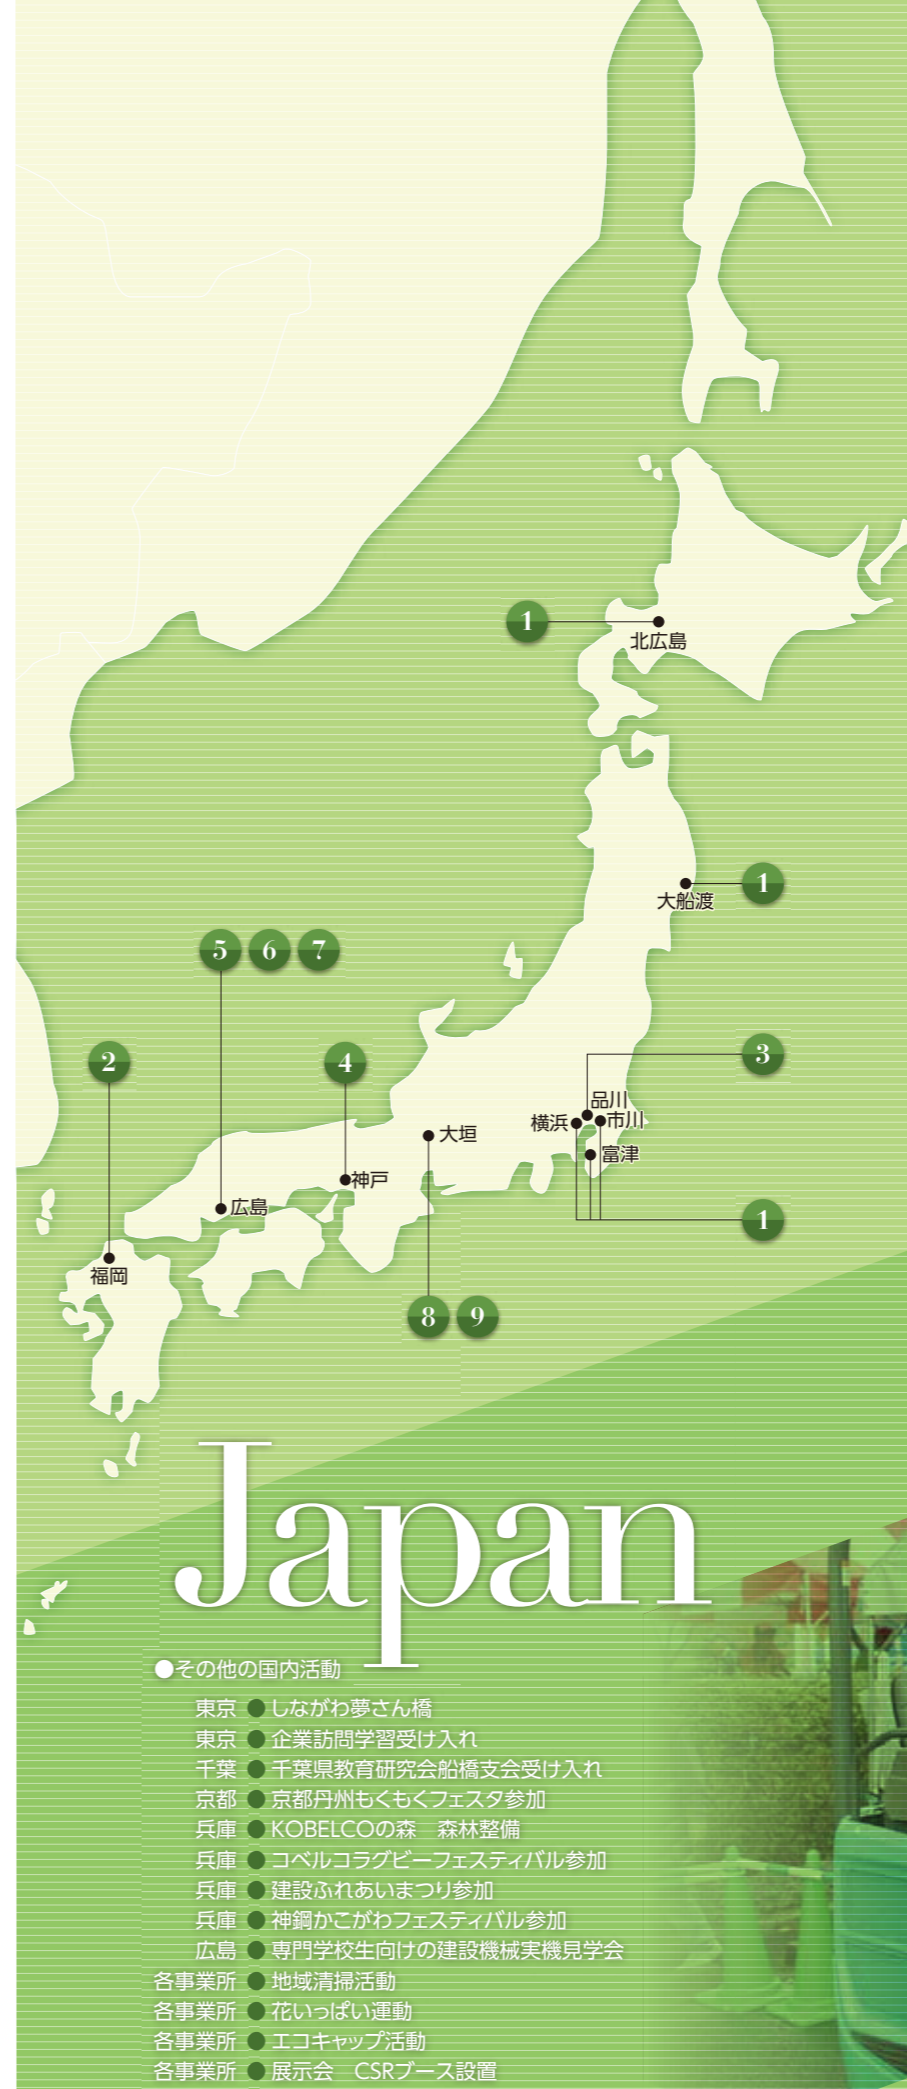 1
北広島
1
大船渡
5 6 7
2
4
3
品川
横浜
市川
大垣
富津
神戸
広島
1
福岡
8 9
Japan
●その他の国内活動
東京 ● しながわ夢さん橋
東京 ● 企業訪問学習受け入れ
千葉 ● 千葉県教育研究会船橋支会受け入れ
京都 ● 京都丹州もくもくフェスタ参加
兵庫 ● KOBELCOの森　森林整備
兵庫 ● コベルコラグビーフェスティバル参加
兵庫 ● 建設ふれあいまつり参加
兵庫 ● 神鋼かこがわフェスティバル参加
広島 ● 専門学校生向けの建設機械実機見学会
各事業所 ● 地域清掃活動
各事業所 ● 花いっぱい運動
各事業所 ● エコキャップ活動
各事業所 ● 展示会　CSRブース設置